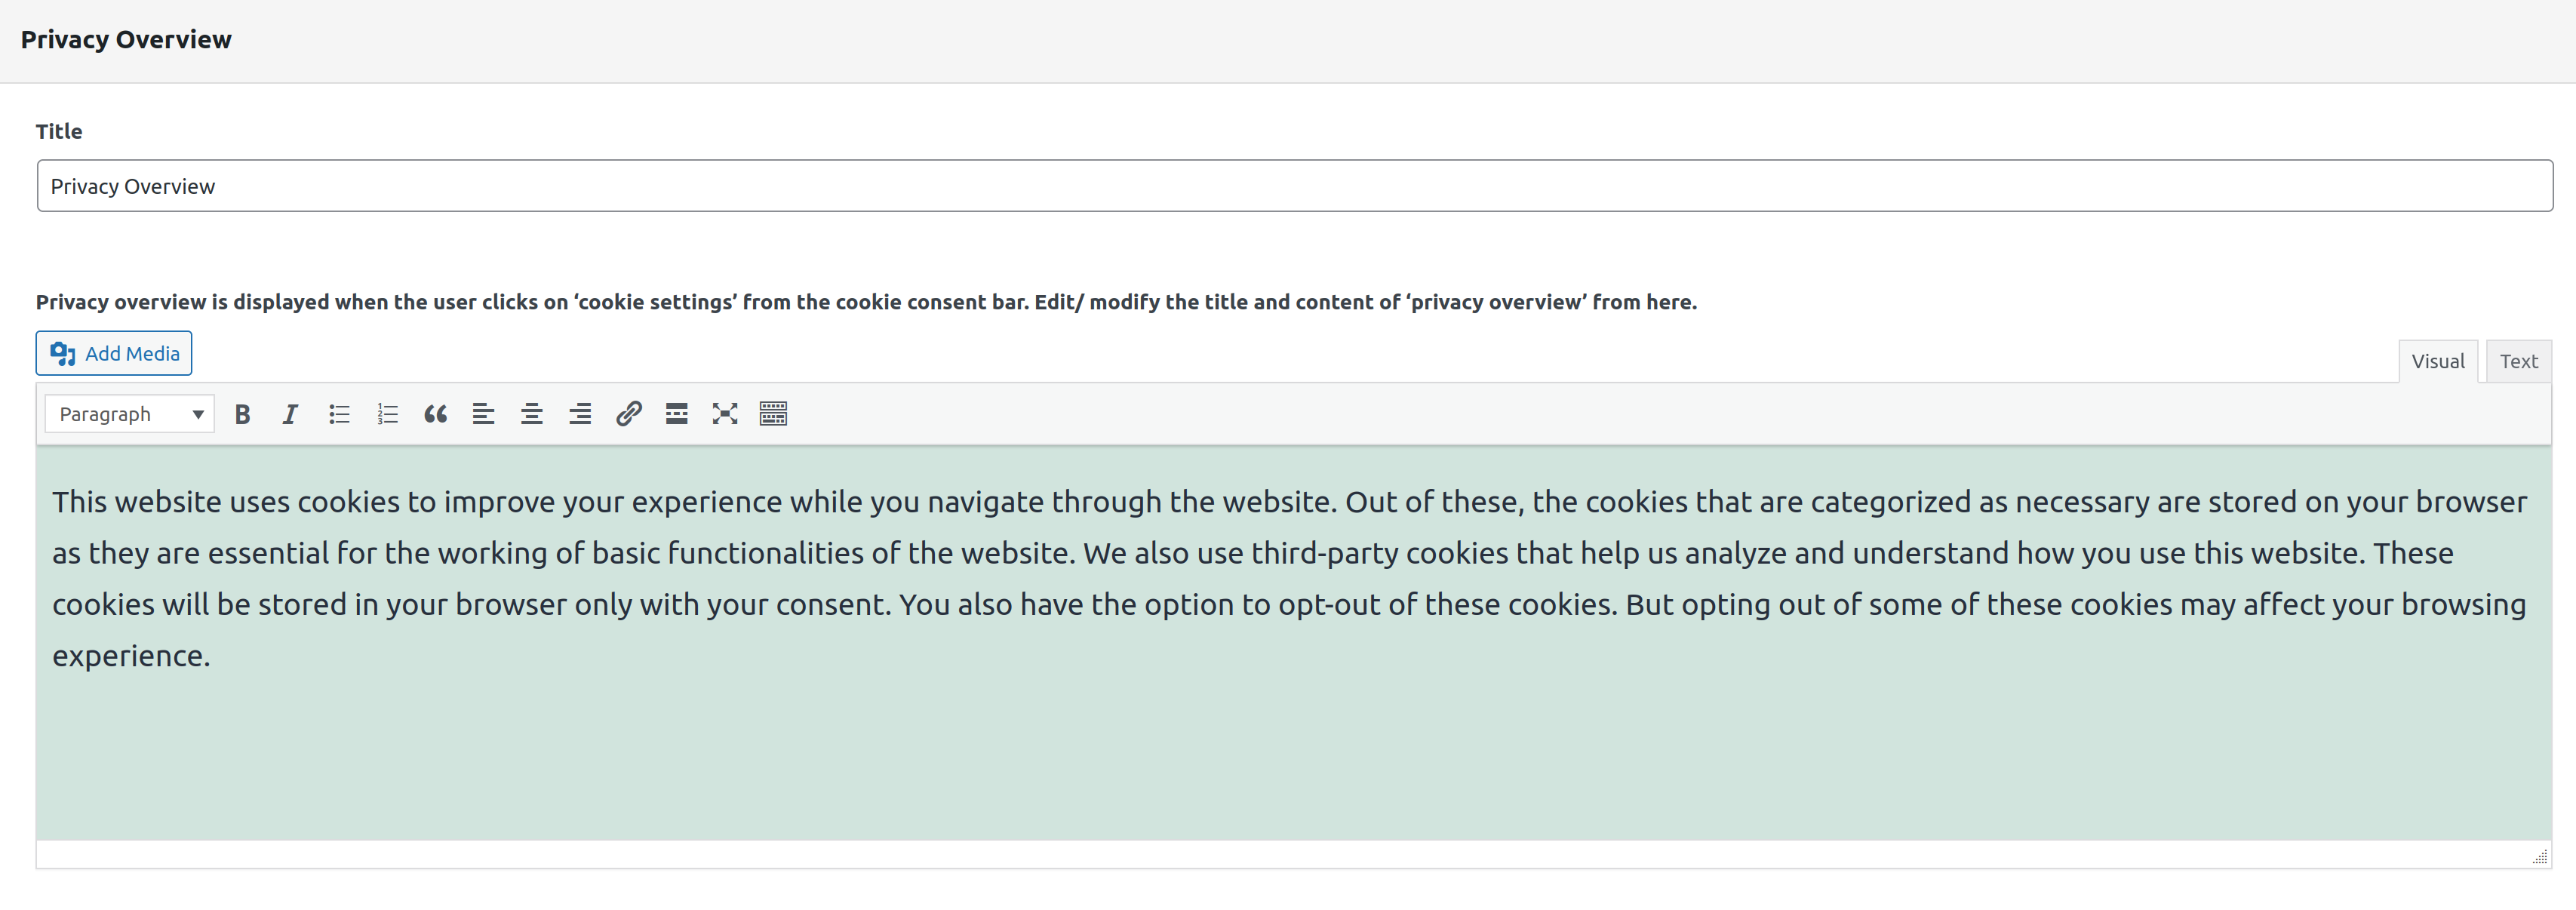 Privacy Overview
Title
Privacy Overview
Privacy overview is displayed when the user clicks on ‘cookie settings’ from the cookie consent bar. Edit/ modify the title and content of ‘privacy overview’ from here.
Add Media
Visual Text
Paragraph
This website uses cookies to improve your experience while you navigate through the website. Out of these, the cookies that are categorized as necessary are stored on your browser
as they are essential for the working of basic functionalities of the website. We also use third-party cookies that help us analyze and understand how you use this website. These
cookies will be stored in your browser only with your consent. You also have the option to opt-out of these cookies. But opting out of some of these cookies may affect your browsing
experience.